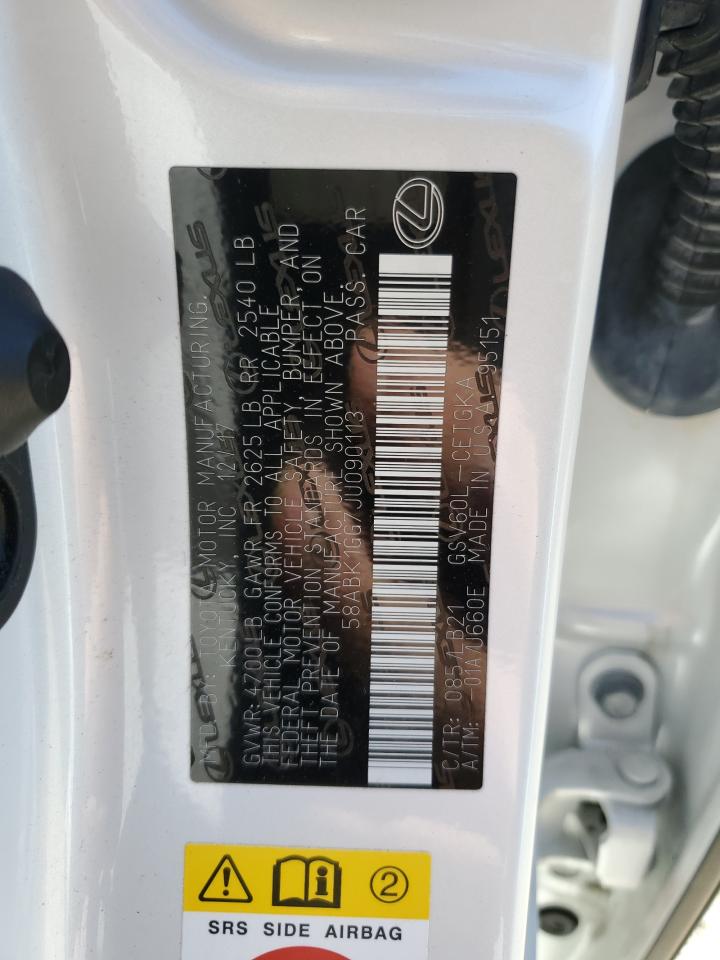 MFD BY: TOYOTA MOTOR MANUFACTURING.
KENTUCKY, INC 12/17
GVWR: 4700 LB GAWR FR 2625 LB RR 2540 LB
THIS VEHICLE CONFORMS TO ALL APPLICABLE
FEDERAL MOTOR VEHICLE SAFETY, BUMPER, AND
THEFT PREVENTION STANDARDS IN EFFECT ON
THE DATE OF MANUFACTURE SHOWN ABOVE.
58ABK1GG7JU090113 PASS. CAR
C/TR: 085/LB21 GSV60L-CETGKA
A/TM: -01A/U660E MADE IN U.S.A 95151
2
SRS SIDE AIRBAG